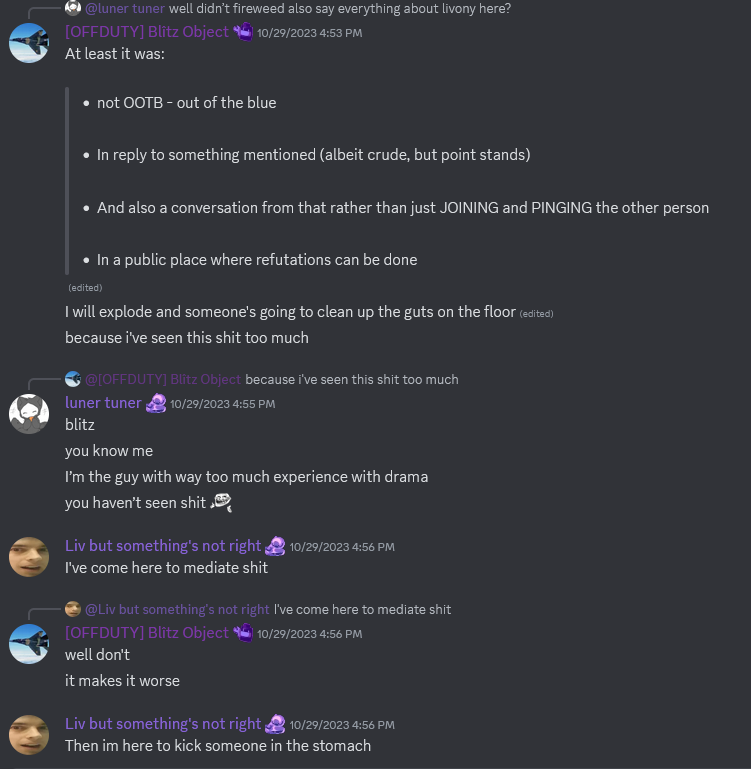 @luner tuner well didn't fireweed also say everything about livony here?
[OFFDUTY] Blitz Object 10/29/2023 4:53 PM
At least it was:
• not OOTB - out of the blue
• In reply to something mentioned (albeit crude, but point stands)
• And also a conversation from that rather than just JOINING and PINGING the other person
• In a public place where refutations can be done
(edited)
I will explode and someone's going to clean up the guts on the floor (edited)
because i've seen this shit too much
@[OFFDUTY] Blitz Object because i've seen this shit too much
luner tuner 10/29/2023 4:55 PM
blitz
you know me
I'm the guy with way too much experience with drama
you haven't seen shit
Liv but something's not right 10/29/2023 4:56 PM
I've come here to mediate shit
@Liv but something's not right I've come here to mediate shit
[OFFDUTY] Blitz Object 10/29/2023 4:56 PM
well don't
it makes it worse
Liv but something's not right 10/29/2023 4:56 PM
Then im here to kick someone in the stomach